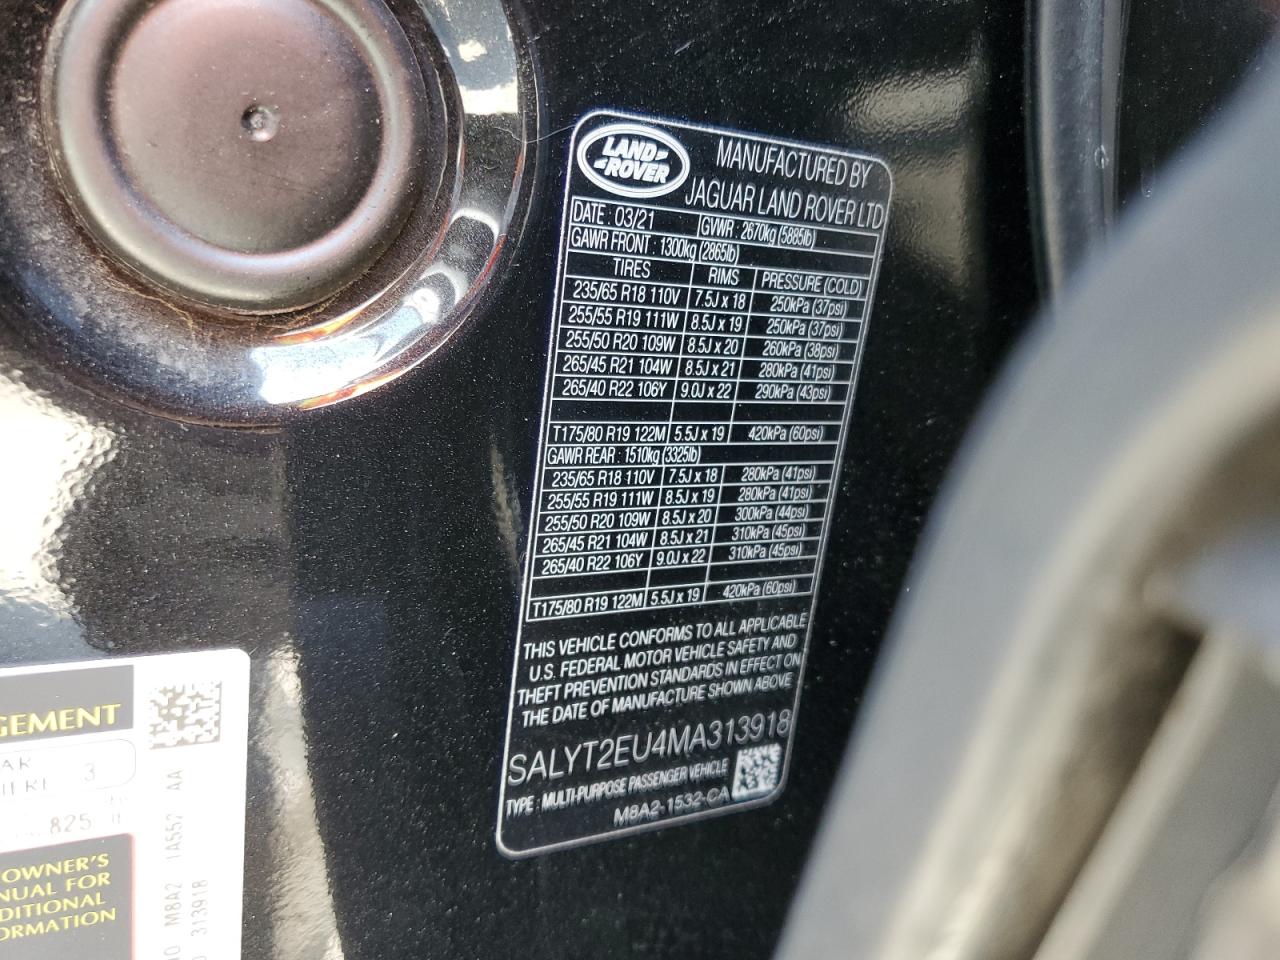 LAND ROVER
MANUFACTURED BY
JAGUAR LAND ROVER LTD
DATE : 03/21 GVWR : 2670kg (5885lb)
GAWR FRONT : 1300kg (2865lb)
TIRES RIMS PRESSURE (COLD)
235/65 R18 110V 7.5J x 18 250kPa (37psi)
255/55 R19 111W 8.5J x 19 250kPa (37psi)
255/50 R20 109W 8.5J x 20 260kPa (38psi)
265/45 R21 104W 8.5J x 21 280kPa (41psi)
265/40 R22 106Y 9.0J x 22 290kPa (43psi)
T175/80 R19 122M 5.5J x 19 420kPa (60psi)
GAWR REAR : 1510kg (3325lb)
235/65 R18 110V 7.5J x 18 280kPa (41psi)
255/55 R19 111W 8.5J x 19 280kPa (41psi)
255/50 R20 109W 8.5J x 20 300kPa (44psi)
265/45 R21 104W 8.5J x 21 310kPa (45psi)
265/40 R22 106Y 9.0J x 22 310kPa (45psi)
T175/80 R19 122M 5.5J x 19 420kPa (60psi)
THIS VEHICLE CONFORMS TO ALL APPLICABLE
U.S. FEDERAL MOTOR VEHICLE SAFETY AND
THEFT PREVENTION STANDARDS IN EFFECT ON
THE DATE OF MANUFACTURE SHOWN ABOVE
SALYT2EU4MA313918
TYPE : MULTI-PURPOSE PASSENGER VEHICLE
M8A2-1532-CA
GEMENT
3
825
OWNER'S
NUAL FOR
DITIONAL
ORMATION
M8A2 1A552 AA
313918